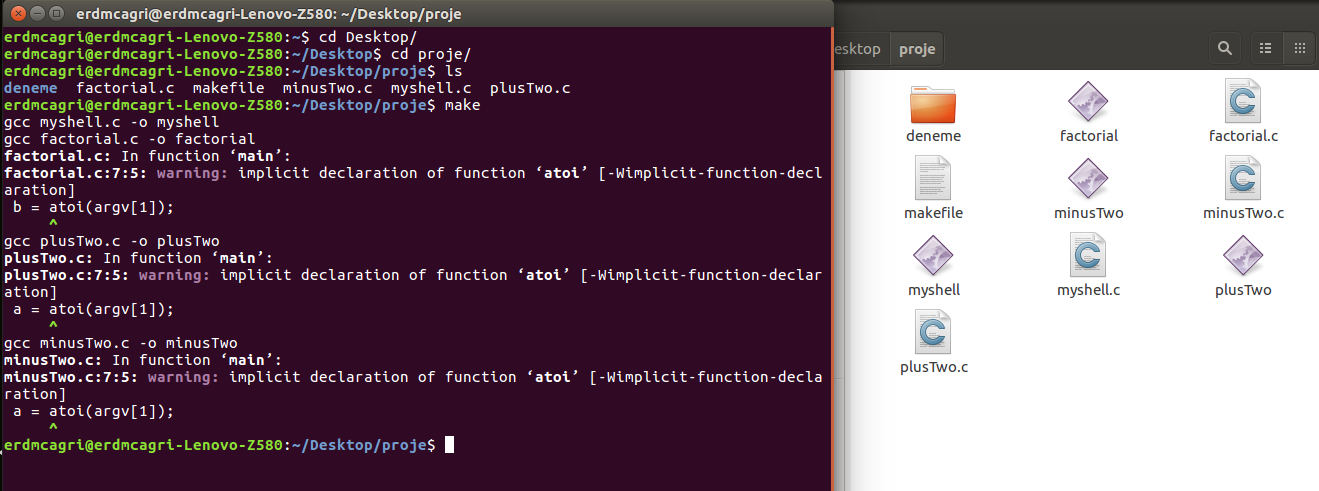 erdmcagri@erdmcagri-Lenovo-Z580: ~/Desktop/proje
erdmcagri@erdmcagri-Lenovo-Z580:~$ cd Desktop/
erdmcagri@erdmcagri-Lenovo-Z580:~/Desktop$ cd proje/
erdmcagri@erdmcagri-Lenovo-Z580:~/Desktop/proje$ ls
deneme  factorial.c  makefile  minusTwo.c  myshell.c  plusTwo.c
erdmcagri@erdmcagri-Lenovo-Z580:~/Desktop/proje$ make
gcc myshell.c -o myshell
gcc factorial.c -o factorial
factorial.c: In function ‘main’:
factorial.c:7:5: warning: implicit declaration of function ‘atoi’ [-Wimplicit-function-decl
aration]
 b = atoi(argv[1]);
     ^
gcc plusTwo.c -o plusTwo
plusTwo.c: In function ‘main’:
plusTwo.c:7:5: warning: implicit declaration of function ‘atoi’ [-Wimplicit-function-declar
ation]
 a = atoi(argv[1]);
     ^
gcc minusTwo.c -o minusTwo
minusTwo.c: In function ‘main’:
minusTwo.c:7:5: warning: implicit declaration of function ‘atoi’ [-Wimplicit-function-decla
ration]
 a = atoi(argv[1]);
     ^
erdmcagri@erdmcagri-Lenovo-Z580:~/Desktop/proje$
esktop proje
deneme factorial factorial.c
makefile minusTwo minusTwo.c
myshell myshell.c plusTwo
plusTwo.c